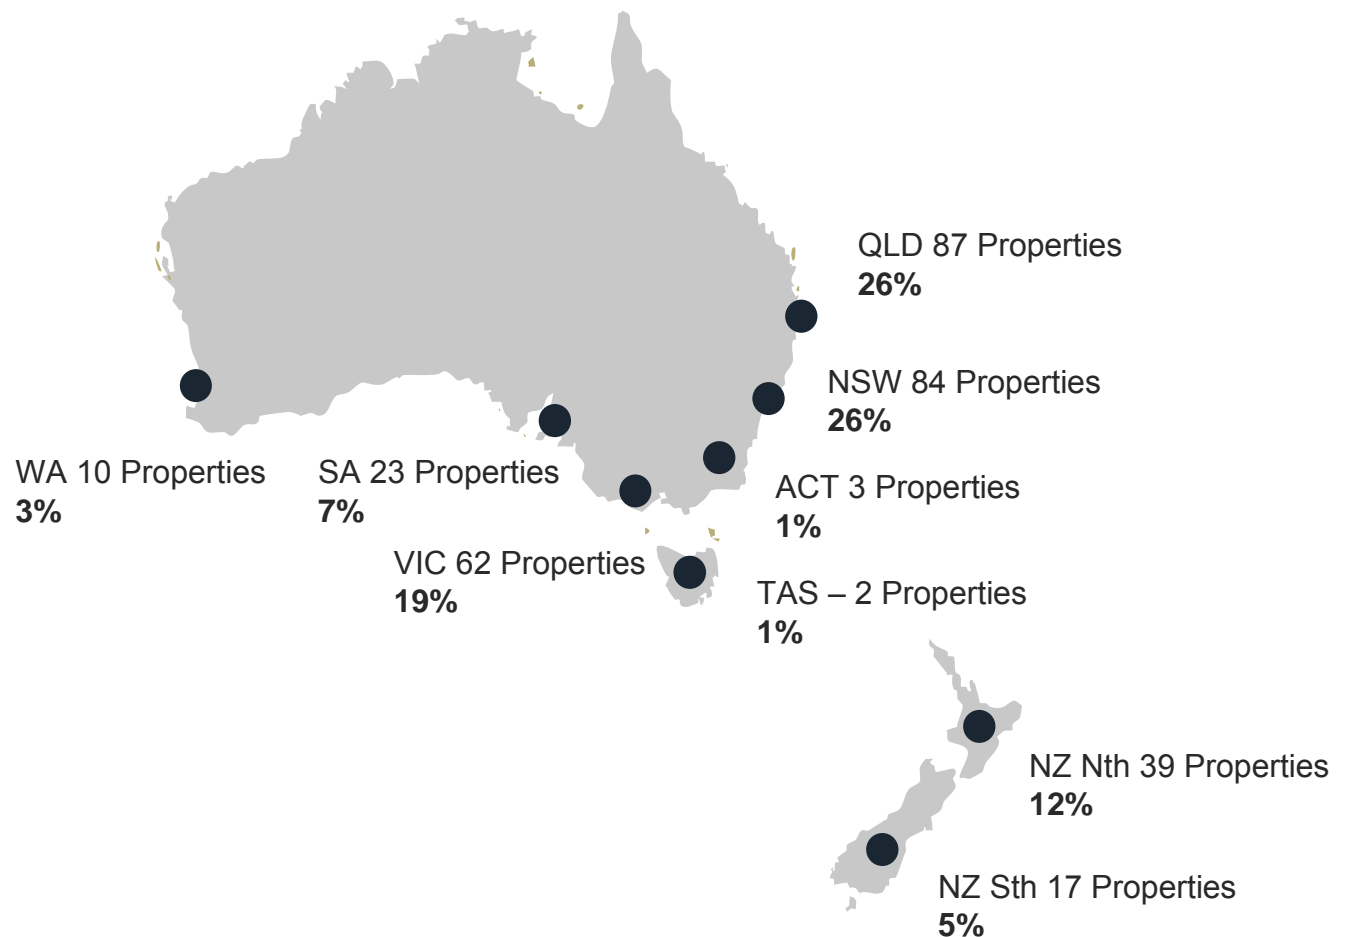 QLD 87 Properties
26%
NSW 84 Properties
26%
WA 10 Properties
3%
SA 23 Properties
7%
ACT 3 Properties
1%
VIC 62 Properties
19%
TAS – 2 Properties
1%
NZ Nth 39 Properties
12%
NZ Sth 17 Properties
5%